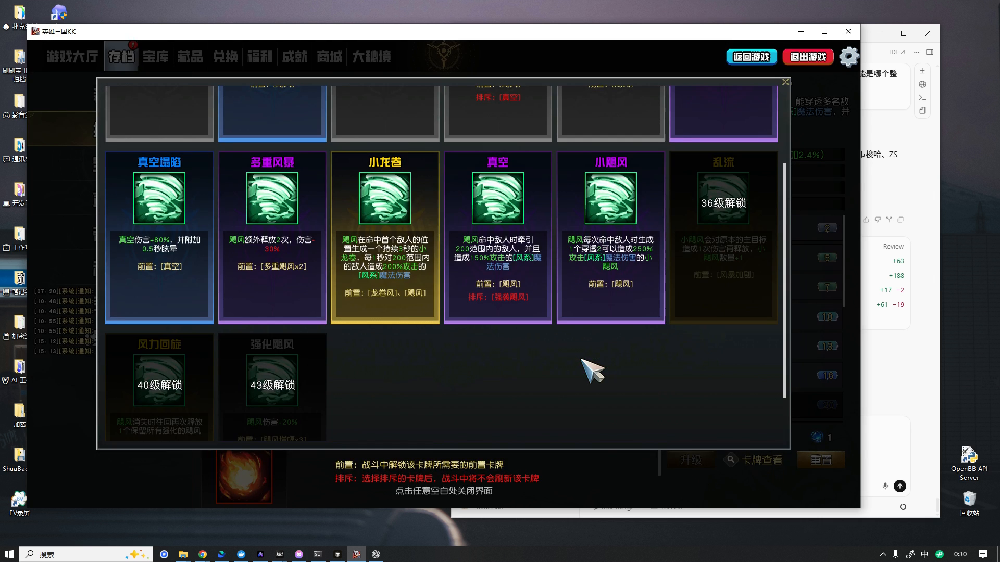 扑克
英雄三国KK
IDE
游戏大厅 存档 宝库 藏品 兑换 福利 成就 商城 大秘境
返回游戏 退出游戏
能是哪个整
刷刷宝-旧
归档
影音
通讯
开发工
工作
笔记
加密
AI 工
加密
ShuaBao
EV录屏
能穿透多名敌
魔法伤害，并
2.4%）
市梭哈、ZS
排斥：[真空]
真空塌陷
真空伤害+80%，并附加
0.5秒眩晕
前置：[真空]
多重风暴
飓风额外释放2次，伤害-
30%
前置：[多重飓风x2]
小龙卷
飓风在命中首个敌人的位
置生成一个持续3秒的小
龙卷，每1秒对200范围内
的敌人造成200%攻击的
[风系]魔法伤害
前置：[龙卷风]、[飓风]
真空
飓风命中敌人时牵引
200范围内的敌人，并且
造成150%攻击的[风系]魔
法伤害
前置：[飓风]
排斥：[强袭飓风]
小飓风
飓风每次命中敌人时生成
1个穿透2可以造成250%
攻击[风系]魔法伤害的小
飓风
前置：[飓风]
乱流
36级解锁
小飓风会对原本的主目标
造成1次伤害再释放，小
飓风数量+1
前置：[风暴加剧]
风力回旋
40级解锁
飓风消失时往回再次释放
1个保留所有强化的飓风
强化飓风
43级解锁
飓风伤害+20%
前置：[飓风增幅x3]
[07: 20][系统]通知:
[10: 48][系统]通知:
[10: 48][系统]通知:
[10: 55][系统]通知:
[10: 55][系统]通知:
[15: 12][系统]通知:
[15: 13][系统]通知:
2
5
7
10
13
16
20
1
Review
+63
+188
+17 -2
+61 -19
前置：战斗中解锁该卡牌所需要的前置卡牌
排斥：选择排斥的卡牌后，战斗中将不会刷新该卡牌
点击任意空白处关闭界面
升级 卡牌查看 重置
OpenBB API
Server
回收站
搜索
kk!
中
0:30